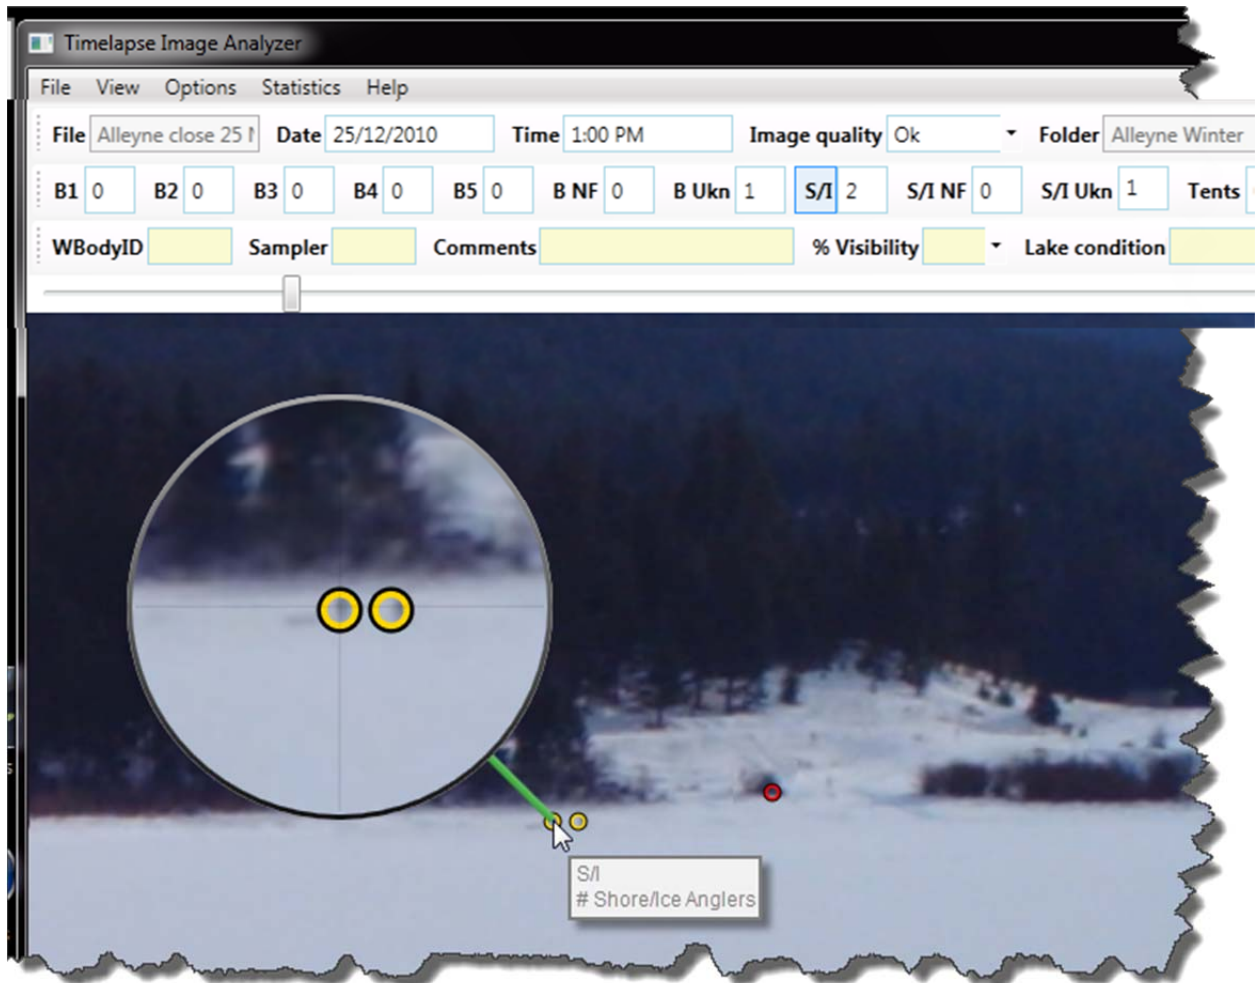 Timelapse Image Analyzer
File View Options Statistics Help
File Alleyne close 25 Date 25/12/2010 Time 1:00 PM Image quality Ok Folder Alleyne Winter
B1 0 B2 0 B3 0 B4 0 B5 0 B NF 0 B Ukn 1 S/I 2 S/I NF 0 S/I Ukn 1 Tents
WBodyID Sampler Comments % Visibility Lake condition
S/I
# Shore/Ice Anglers